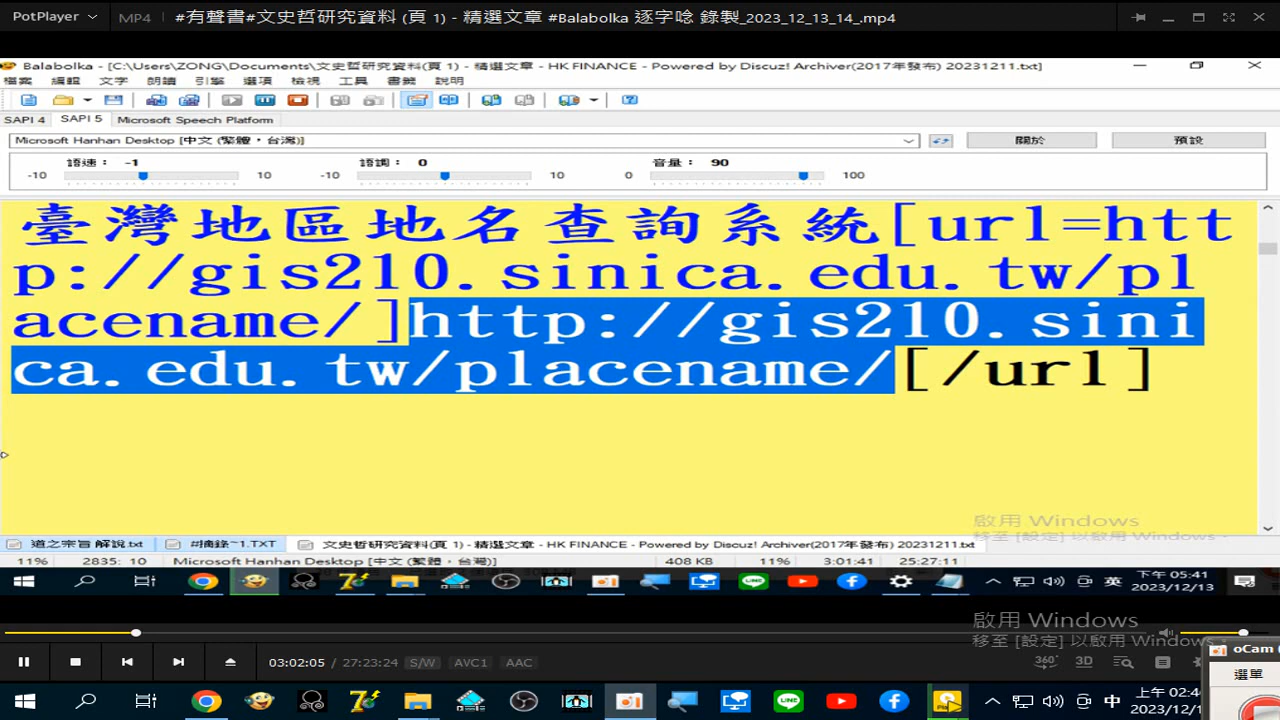 PotPlayer MP4 #有聲書#文史哲研究資料 (頁 1) - 精選文章 #Balabolka 逐字唸 錄製_2023_12_13_14_.mp4
Balabolka - [C:\Users\ZONG\Documents\文史哲研究資料(頁 1) - 精選文章 - HK FINANCE - Powered by Discuz! Archiver(2017年發布) 20231211.txt]
檔案 編輯 文字 朗讀 引擎 選項 檢視 工具 書籤 說明
SAPI 4 SAPI 5 Microsoft Speech Platform
Microsoft Hanhan Desktop [中文 (繁體，台灣)] 關於 預設
語速： -1 語調： 0 音量： 90
-10 10 -10 10 0 100
臺灣地區地名查詢系統[url=htt
p://gis210.sinica.edu.tw/pl
acename/]http://gis210.sini
ca.edu.tw/placename/[/url]
啟用 Windows
移至 [設定] 以啟用 Windows。
道之宗旨 解說.txt #摘錄~1.TXT 文史哲研究資料(頁 1) - 精選文章 - HK FINANCE - Powered by Discuz! Archiver(2017年發布) 20231211.txt
11% 2835: 10 Microsoft Hanhan Desktop [中文 (繁體，台灣)] 408 KB 11% 3:01:41 25:27:11
英 下午 05:41
2023/12/13
啟用 Windows
移至 [設定] 以啟用 Windows。
03:02:05 / 27:23:24 S/W AVC1 AAC 360° 3D
oCam
選單
中 上午 02:4
2023/12/1